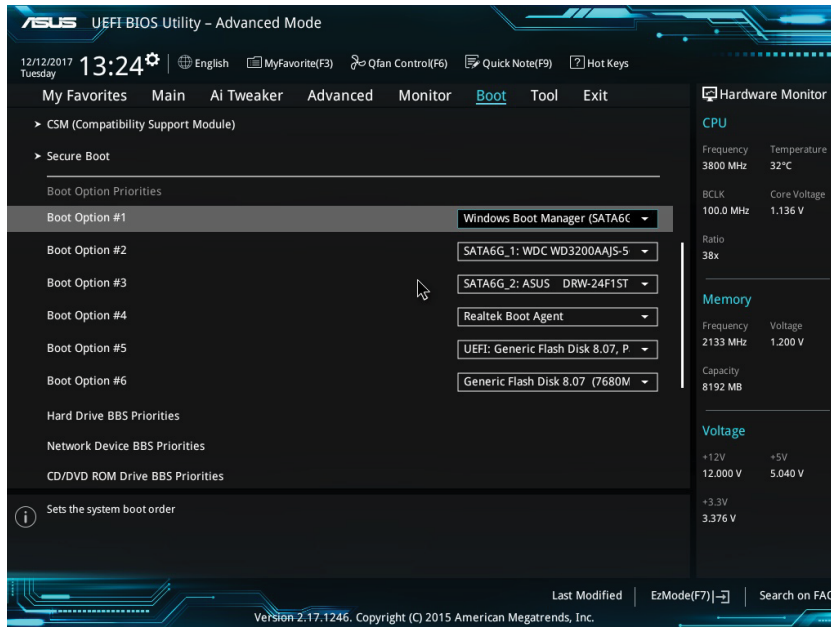 ASUS UEFI BIOS Utility – Advanced Mode
12/12/2017 Tuesday 13:24 English MyFavorite(F3) Qfan Control(F6) Quick Note(F9) ? Hot Keys
My Favorites Main Ai Tweaker Advanced Monitor Boot Tool Exit
> CSM (Compatibility Support Module)
> Secure Boot
Boot Option Priorities
Boot Option #1 Windows Boot Manager (SATA6G
Boot Option #2 SATA6G_1: WDC WD3200AAJS-5
Boot Option #3 SATA6G_2: ASUS DRW-24F1ST
Boot Option #4 Realtek Boot Agent
Boot Option #5 UEFI: Generic Flash Disk 8.07, P
Boot Option #6 Generic Flash Disk 8.07 (7680M
Hard Drive BBS Priorities
Network Device BBS Priorities
CD/DVD ROM Drive BBS Priorities
i Sets the system boot order
Hardware Monitor
CPU
Frequency Temperature
3800 MHz 32°C
BCLK Core Voltage
100.0 MHz 1.136 V
Ratio
38x
Memory
Frequency Voltage
2133 MHz 1.200 V
Capacity
8192 MB
Voltage
+12V +5V
12.000 V 5.040 V
+3.3V
3.376 V
Last Modified EzMode(F7) Search on FAQ
Version 2.17.1246. Copyright (C) 2015 American Megatrends, Inc.